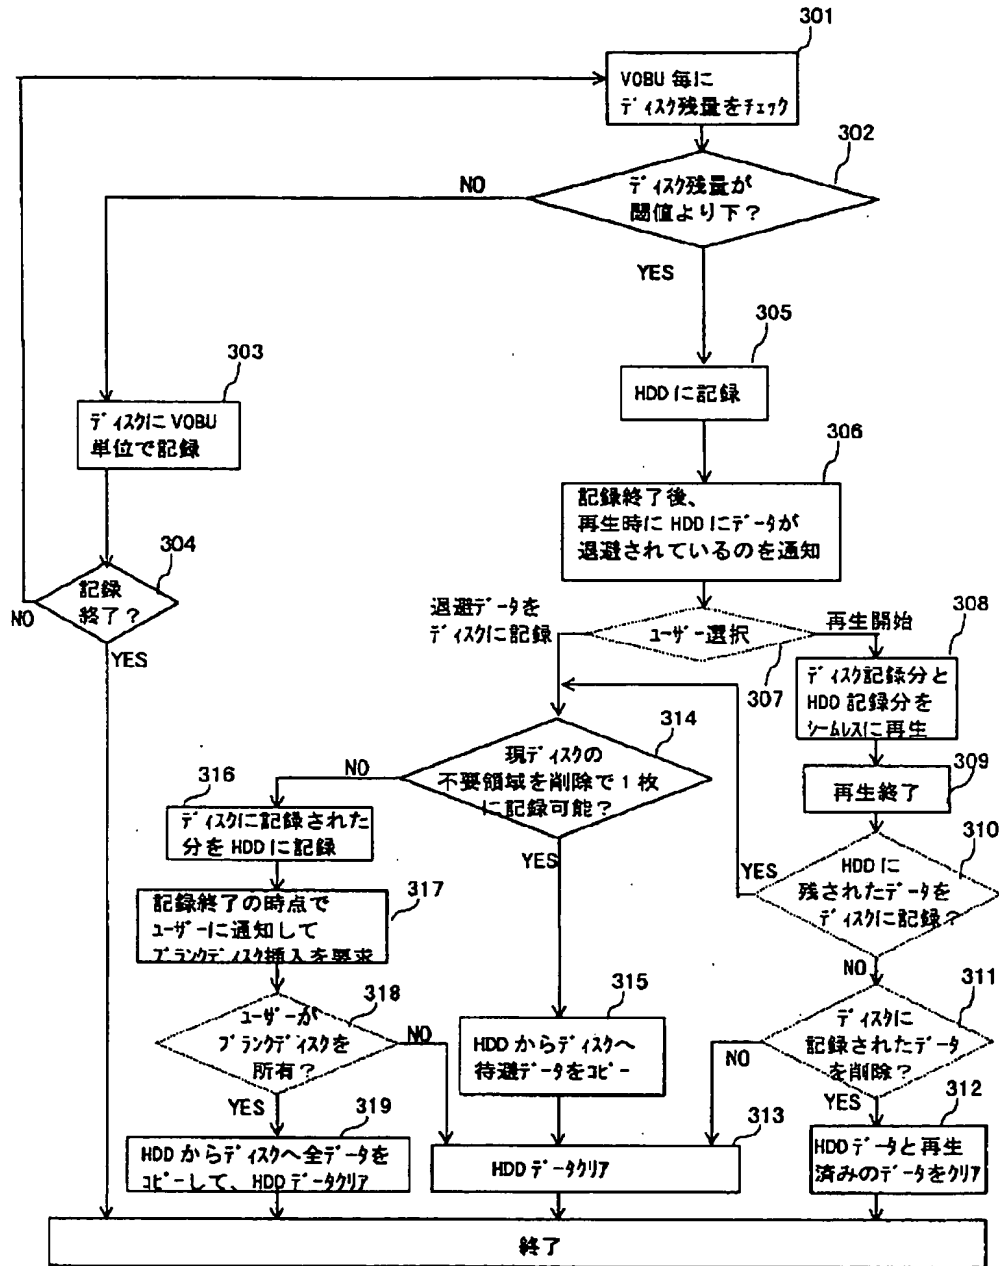 301
VOBU 毎に
ディスク残量をチェック
302
ディスク残量が
閾値より下?
NO
YES
305
HDD に記録
303
ディスクに VOBU
単位で記録
306
記録終了後、
再生時に HDD にデータが
退避されているのを通知
304
記録
終了?
NO
YES
退避データを
ディスクに記録
ユーザー選択
再生開始
307
308
ディスク記録分と
HDD 記録分を
シームレスに再生
314
現ディスクの
不要領域を削除で1枚
に記録可能?
NO
YES
309
再生終了
316
ディスクに記録された
分を HDD に記録
310
HDD に
残されたデータを
ディスクに記録?
YES
NO
317
記録終了の時点で
ユーザーに通知して
ブランクディスク挿入を要求
318
ユーザーが
ブランクディスクを
所有?
NO
YES
315
HDD からディスクへ
待避データをコピー
311
ディスクに
記録されたデータ
を削除?
NO
YES
319
HDD からディスクへ全データを
コピーして、HDD データクリア
313
HDD データクリア
312
HDD データと再生
済みのデータをクリア
終了